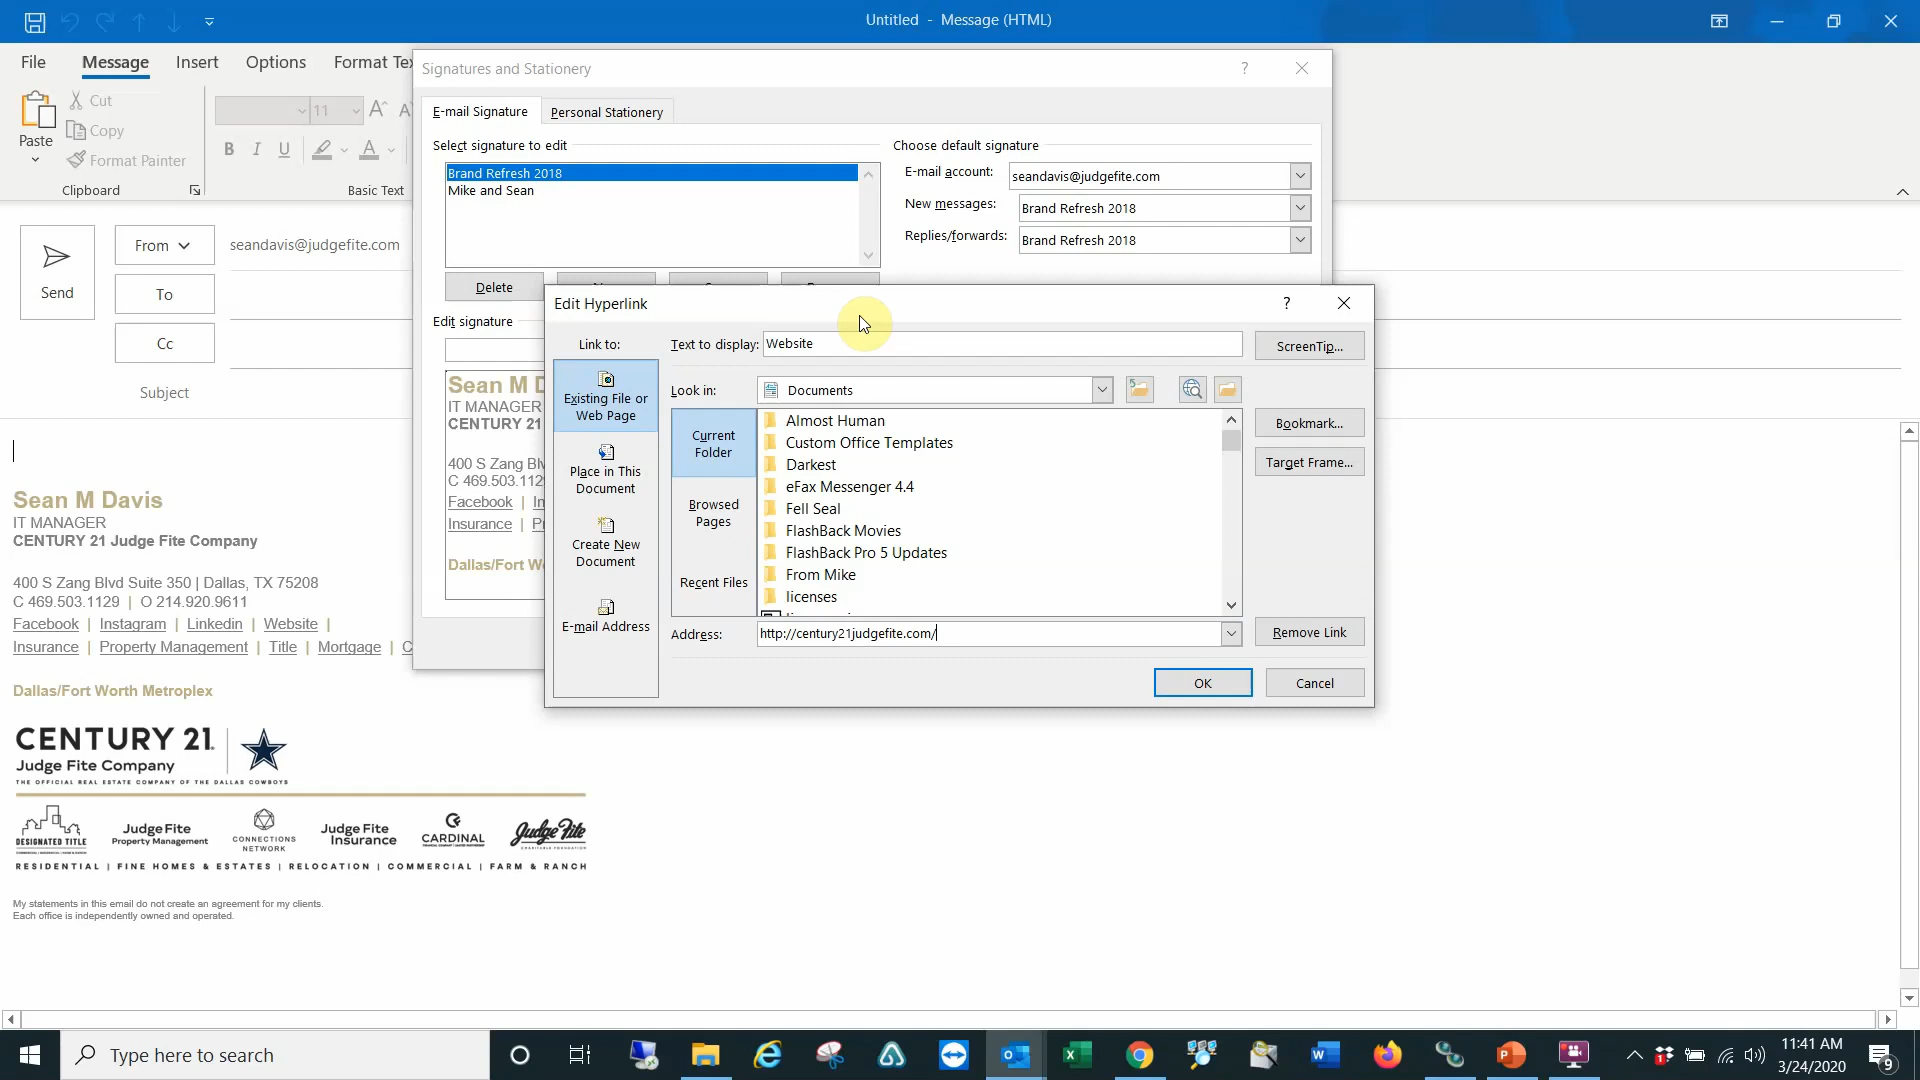 Untitled - Message (HTML)
File Message Insert Options Format Te
Paste
Cut
Copy
Format Painter
Clipboard
11
B I U A
Basic Text
Send
From
seandavis@judgefite.com
To
Cc
Subject
Sean M Davis
IT MANAGER
CENTURY 21 Judge Fite Company
400 S Zang Blvd Suite 350 | Dallas, TX 75208
C 469.503.1129 | O 214.920.9611
Facebook | Instagram | Linkedin | Website |
Insurance | Property Management | Title | Mortgage | C
Dallas/Fort Worth Metroplex
CENTURY 21.
Judge Fite Company
THE OFFICIAL REAL ESTATE COMPANY OF THE DALLAS COWBOYS
DESIGNATED TITLE
Judge Fite
Property Management
CONNECTIONS
NETWORK
Judge Fite
Insurance
CARDINAL
Judge Fite
RESIDENTIAL | FINE HOMES & ESTATES | RELOCATION | COMMERCIAL | FARM & RANCH
My statements in this email do not create an agreement for my clients.
Each office is independently owned and operated.
Signatures and Stationery
?
E-mail Signature
Personal Stationery
Select signature to edit
Brand Refresh 2018
Mike and Sean
Delete
Choose default signature
E-mail account:
seandavis@judgefite.com
New messages:
Brand Refresh 2018
Replies/forwards:
Brand Refresh 2018
Edit signature
Sean M D
IT MANAGER
CENTURY 21
400 S Zang Blv
C 469.503.112
Facebook | In
Insurance | P
Dallas/Fort W
Edit Hyperlink
?
Link to:
Text to display:
Website
ScreenTip...
Existing File or
Web Page
Place in This
Document
Create New
Document
E-mail Address
Look in:
Documents
Current
Folder
Browsed
Pages
Recent Files
Almost Human
Custom Office Templates
Darkest
eFax Messenger 4.4
Fell Seal
FlashBack Movies
FlashBack Pro 5 Updates
From Mike
licenses
Bookmark...
Target Frame...
Address:
http://century21judgefite.com/
Remove Link
OK
Cancel
Type here to search
11:41 AM
3/24/2020
9